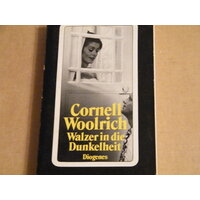 Cornell
Woolrich
Walzer in die
Dunkelheit
Diogenes